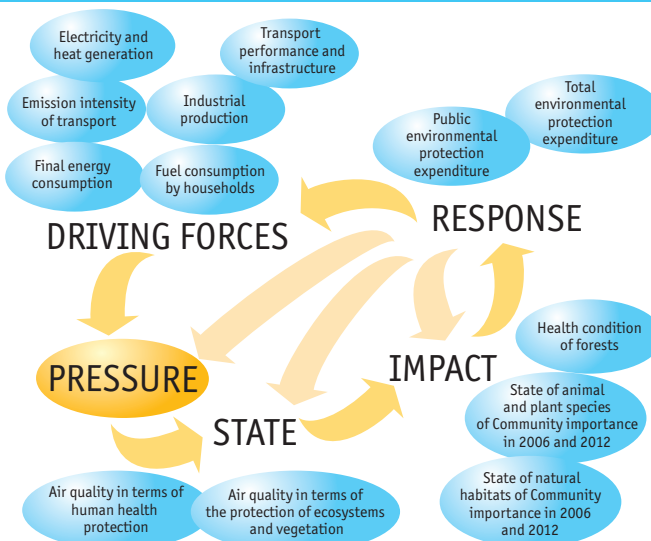 Electricity and
heat generation
Transport
performance and
infrastructure
Emission intensity
of transport
Industrial
production
Final energy
consumption
Fuel consumption
by households
Total
environmental
protection
expenditure
Public
environmental
protection
expenditure
DRIVING FORCES
RESPONSE
PRESSURE
IMPACT
STATE
Health condition
of forests
State of animal
and plant species
of Community importance
in 2006 and 2012
State of natural
habitats of Community
importance in 2006
and 2012
Air quality in terms of
human health
protection
Air quality in terms of
the protection of ecosystems
and vegetation